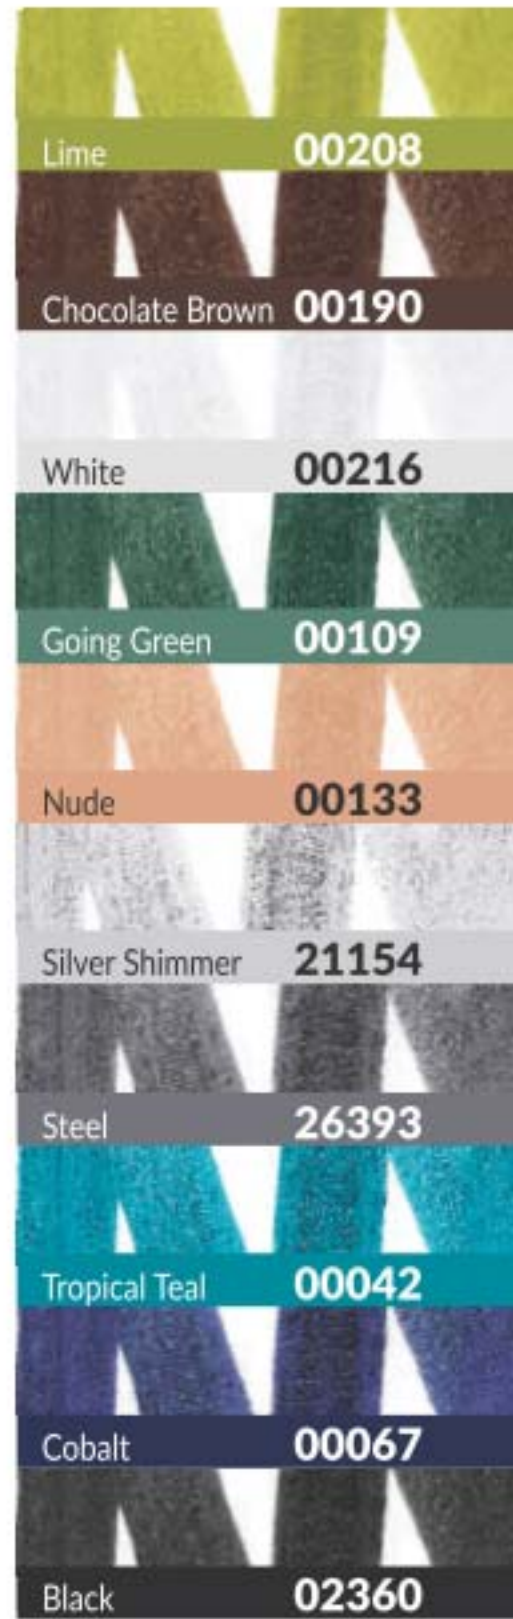 Lime 00208
Chocolate Brown 00190
White 00216
Going Green 00109
Nude 00133
Silver Shimmer 21154
Steel 26393
Tropical Teal 00042
Cobalt 00067
Black 02360